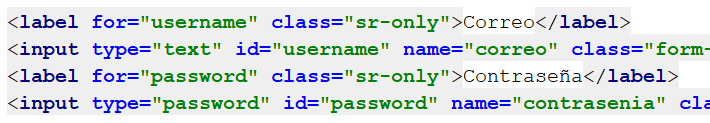 <label for="username" class="sr-only">Correo</label>
<input type="text" id="username" name="correo" class="form-
<label for="password" class="sr-only">Contraseña</label>
<input type="password" id="password" name="contrasenia" cla